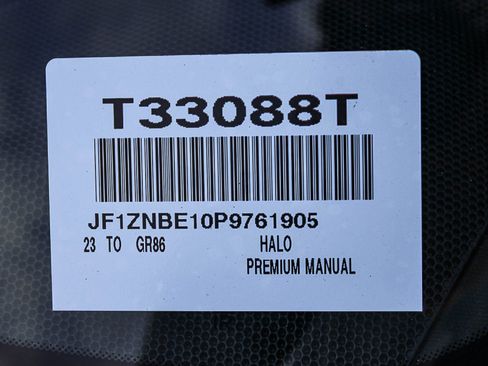 T33088T
JF1ZNBE10P9761905
23 TO GR86 HALO
PREMIUM MANUAL